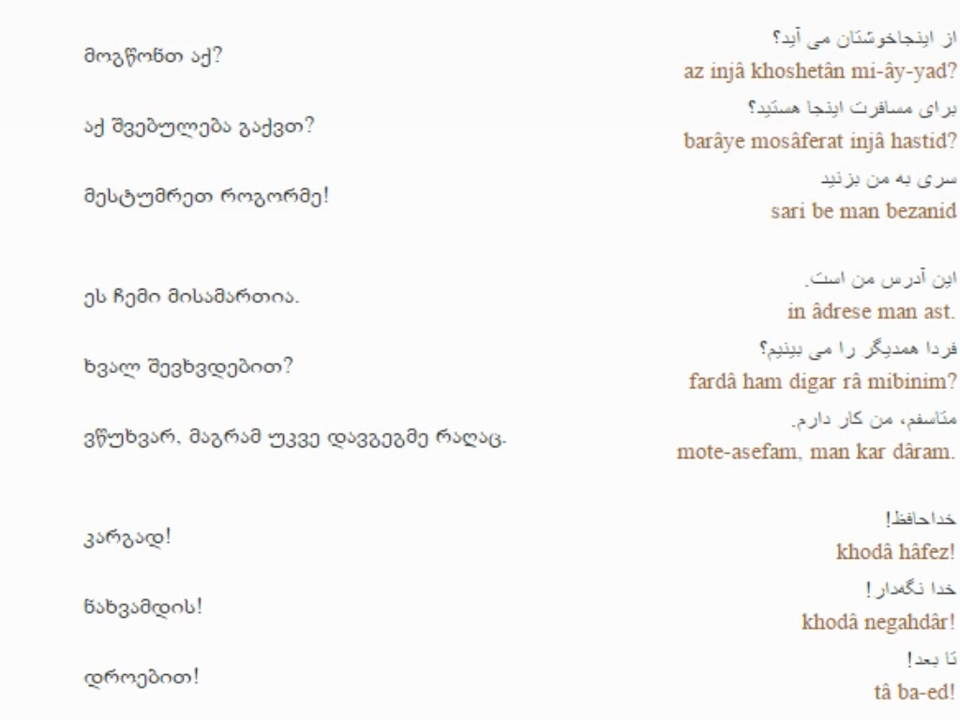 მოგწონთ აქ?
از اینجاخوشتان می آید؟
az injâ khoshetân mi-ây-yad?
აქ შვებულება გაქვთ?
برای مسافرت اینجا هستید؟
barâye mosâferat injâ hastid?
მესტუმრეთ როგორმე!
سری به من بزنید
sari be man bezanid
ეს ჩემი მისამართია.
این آدرس من است.
in âdrese man ast.
ხვალ შევხვდებით?
فردا همدیگر را می بینیم؟
fardâ ham digar râ mibinim?
ვწუხვარ, მაგრამ უკვე დავგეგმე რაღაც.
متاسفم، من کار دارم.
mote-asefam, man kar dâram.
კარგად!
خداحافظ!
khodâ hâfez!
ნახვამდის!
خدا نگهدار!
khodâ negahdâr!
დროებით!
تا بعد!
tâ ba-ed!